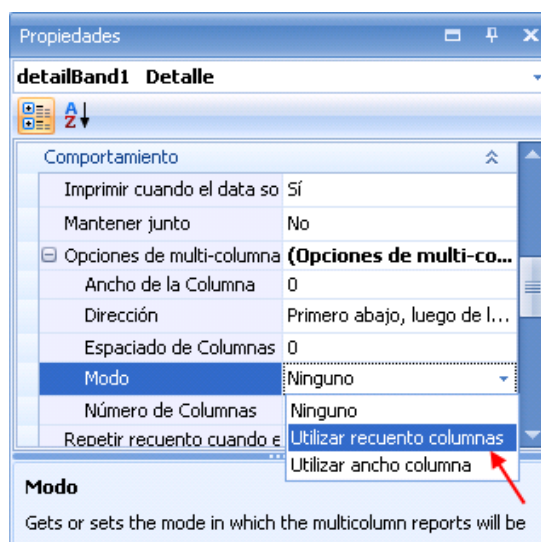 Propiedades
detailBand1 Detalle
Comportamiento
Imprimir cuando el data so Sí
Mantener junto No
Opciones de multi-columna (Opciones de multi-co...
Ancho de la Columna 0
Dirección Primero abajo, luego de l...
Espaciado de Columnas 0
Modo Ninguno
Número de Columnas Ninguno
Repetir recuento cuando e Utilizar recuento columnas
Utilizar ancho columna
Modo
Gets or sets the mode in which the multicolumn reports will be